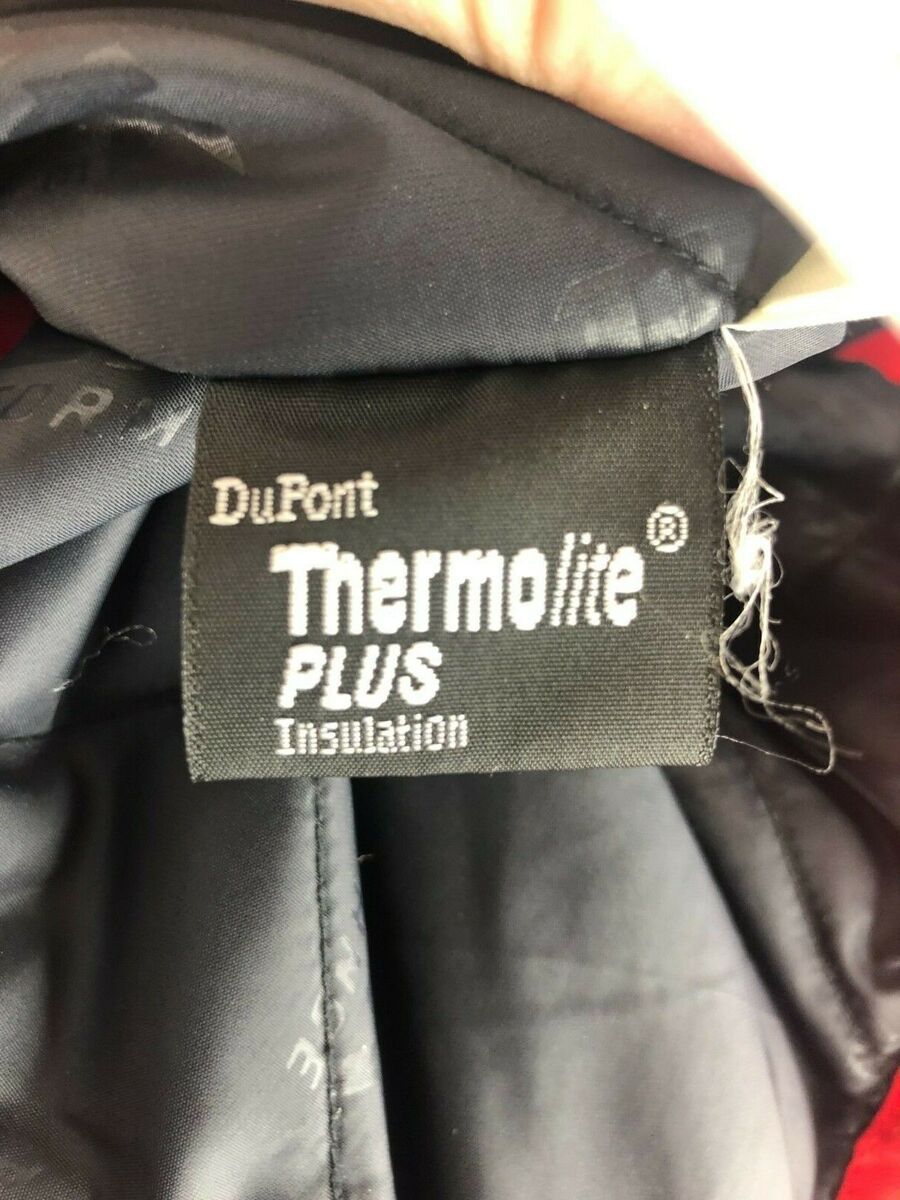 DuPont
Thermolite®
PLUS
Insulation